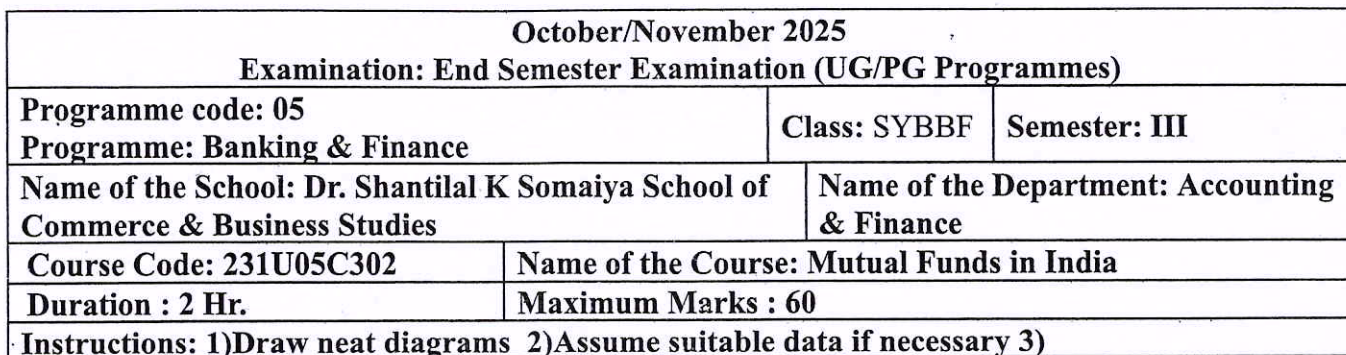 October/November 2025
Examination: End Semester Examination (UG/PG Programmes)
Programme code: 05
Programme: Banking & Finance
Class: SYBBF
Semester: III
Name of the School: Dr. Shantilal K Somaiya School of
Commerce & Business Studies
Name of the Department: Accounting
& Finance
Course Code: 231U05C302
Name of the Course: Mutual Funds in India
Duration : 2 Hr.
Maximum Marks : 60
Instructions: 1)Draw neat diagrams 2)Assume suitable data if necessary 3)